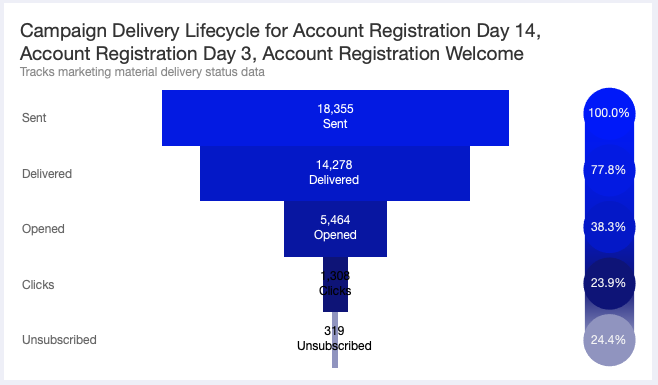 Campaign Delivery Lifecycle for Account Registration Day 14,
Account Registration Day 3, Account Registration Welcome
Tracks marketing material delivery status data
Sent
18,355
Sent
100.0%
Delivered
14,278
Delivered
77.8%
Opened
5,464
Opened
38.3%
Clicks
1,308
Clicks
23.9%
Unsubscribed
319
Unsubscribed
24.4%